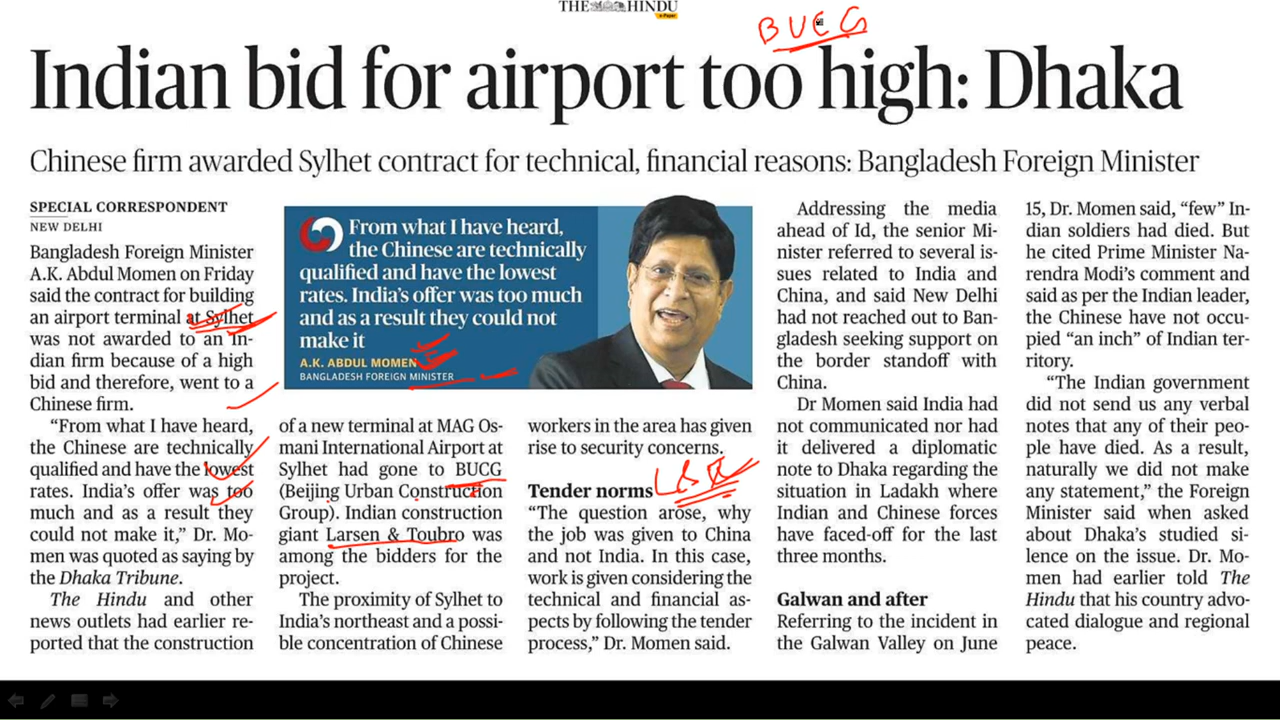 THE HINDU
e-Paper
BUCG
Indian bid for airport too high: Dhaka
Chinese firm awarded Sylhet contract for technical, financial reasons: Bangladesh Foreign Minister
SPECIAL CORRESPONDENT
NEW DELHI
Bangladesh Foreign Minister
A.K. Abdul Momen on Friday
said the contract for building
an airport terminal at Sylhet
was not awarded to an In-
dian firm because of a high
bid and therefore, went to a
Chinese firm.
“From what I have heard,
the Chinese are technically
qualified and have the lowest
rates. India’s offer was too
much and as a result they
could not make it,” Dr. Mo-
men was quoted as saying by
the Dhaka Tribune.
The Hindu and other
news outlets had earlier re-
ported that the construction
From what I have heard,
the Chinese are technically
qualified and have the lowest
rates. India’s offer was too much
and as a result they could not
make it
A.K. ABDUL MOMEN
BANGLADESH FOREIGN MINISTER
of a new terminal at MAG Os-
mani International Airport at
Sylhet had gone to BUCG
(Beijing Urban Construction
Group). Indian construction
giant Larsen & Toubro was
among the bidders for the
project.
The proximity of Sylhet to
India’s northeast and a possi-
ble concentration of Chinese
workers in the area has given
rise to security concerns.
Tender norms
“The question arose, why
the job was given to China
and not India. In this case,
work is given considering the
technical and financial as-
pects by following the tender
process,” Dr. Momen said.
Addressing the media
ahead of Id, the senior Mi-
nister referred to several is-
sues related to India and
China, and said New Delhi
had not reached out to Ban-
gladesh seeking support on
the border standoff with
China.
Dr Momen said India had
not communicated nor had
it delivered a diplomatic
note to Dhaka regarding the
situation in Ladakh where
Indian and Chinese forces
have faced-off for the last
three months.
Galwan and after
Referring to the incident in
the Galwan Valley on June
15, Dr. Momen said, “few” In-
dian soldiers had died. But
he cited Prime Minister Na-
rendra Modi’s comment and
said as per the Indian leader,
the Chinese have not occu-
pied “an inch” of Indian ter-
ritory.
“The Indian government
did not send us any verbal
notes that any of their peo-
ple have died. As a result,
naturally we did not make
any statement,” the Foreign
Minister said when asked
about Dhaka’s studied si-
lence on the issue. Dr. Mo-
men had earlier told The
Hindu that his country advo-
cated dialogue and regional
peace.